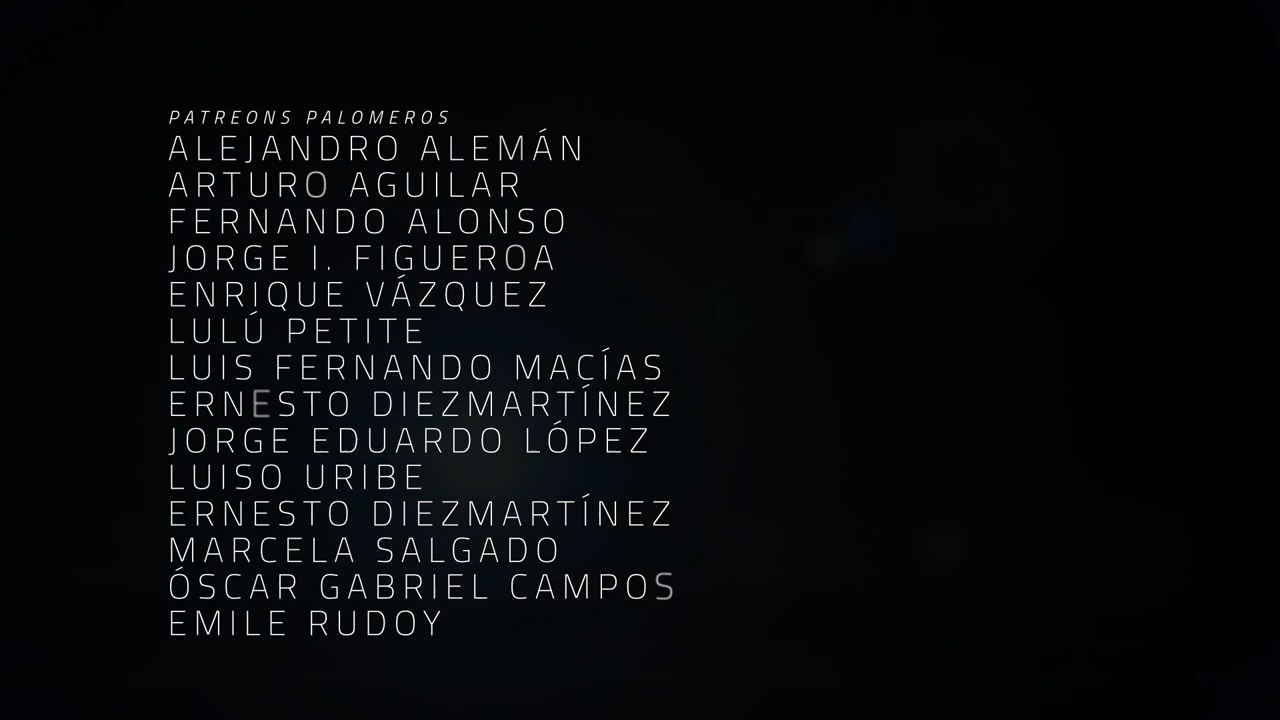 PATREONS PALOMEROS
ALEJANDRO ALEMÁN
ARTURO AGUILAR
FERNANDO ALONSO
JORGE I. FIGUEROA
ENRIQUE VÁZQUEZ
LULÚ PETITE
LUIS FERNANDO MACÍAS
ERNESTO DIEZMARTÍNEZ
JORGE EDUARDO LÓPEZ
LUISO URIBE
ERNESTO DIEZMARTÍNEZ
MARCELA SALGADO
ÓSCAR GABRIEL CAMPOS
EMILE RUDOY